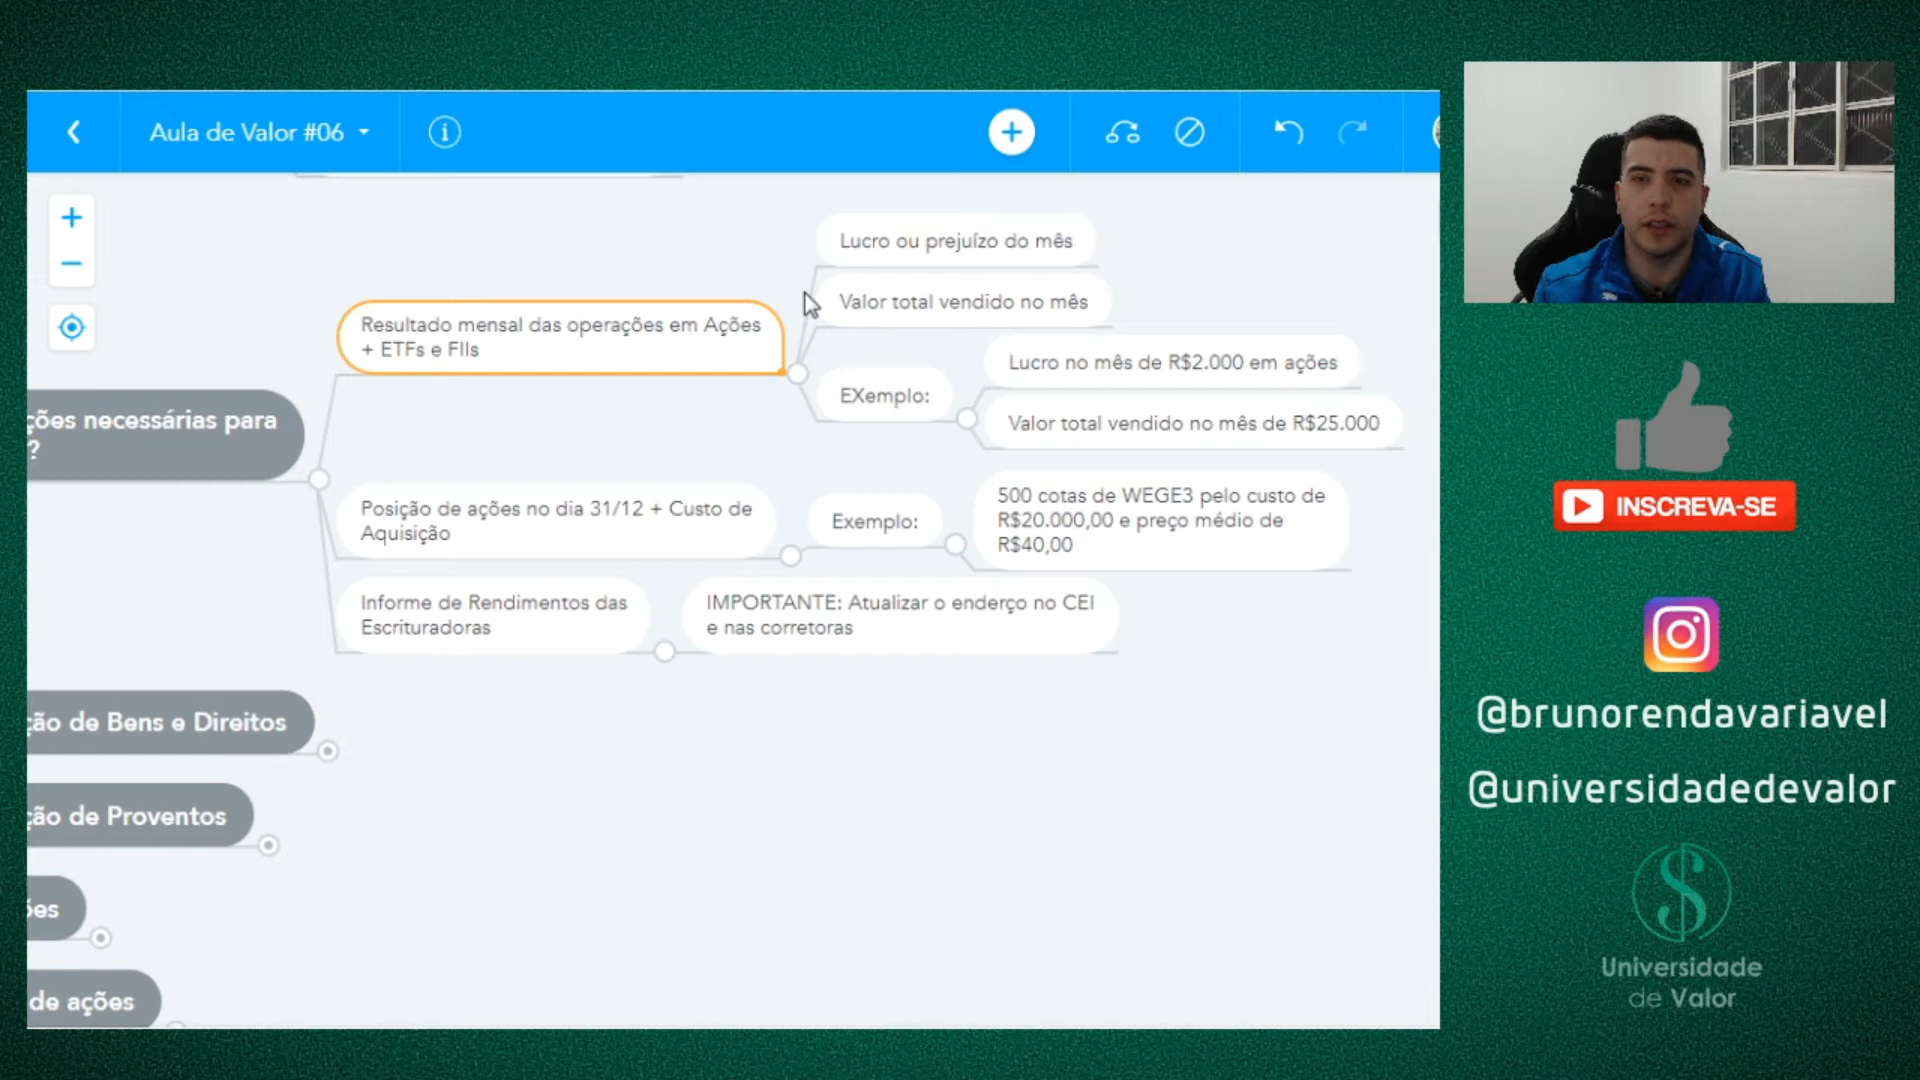 Aula de Valor #06
Lucro ou prejuízo do mês
Valor total vendido no mês
Resultado mensal das operações em Ações
+ ETFs e FIIs
Lucro no mês de R$2.000 em ações
EXemplo:
Valor total vendido no mês de R$25.000
ções necessárias para
?
Posição de ações no dia 31/12 + Custo de
Aquisição
Exemplo:
500 cotas de WEGE3 pelo custo de
R$20.000,00 e preço médio de
R$40,00
Informe de Rendimentos das
Escrituradoras
IMPORTANTE: Atualizar o enderço no CEI
e nas corretoras
ção de Bens e Direitos
ção de Proventos
ões
de ações
INSCREVA-SE
@brunorendavariavel
@universidadedevalor
Universidade
de Valor